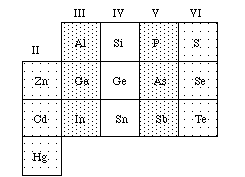 III IV V VI
II
Al Si P S
Zn Ga Ge As Se
Cd In Sn Sb Te
Hg